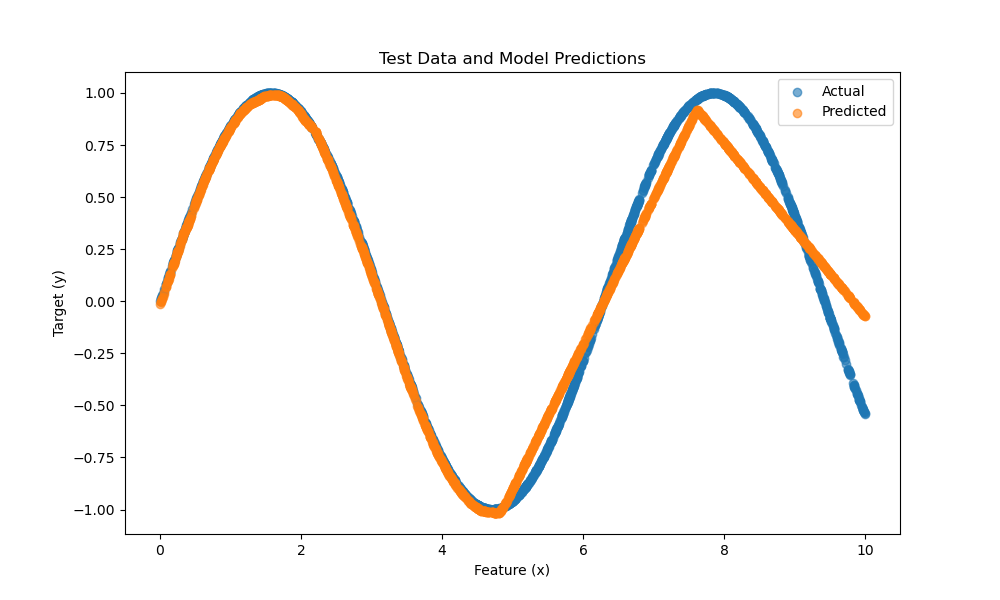 Test Data and Model Predictions
Actual
Predicted
1.00
0.75
0.50
0.25
0.00
−0.25
−0.50
−0.75
−1.00
Target (y)
0 2 4 6 8 10
Feature (x)